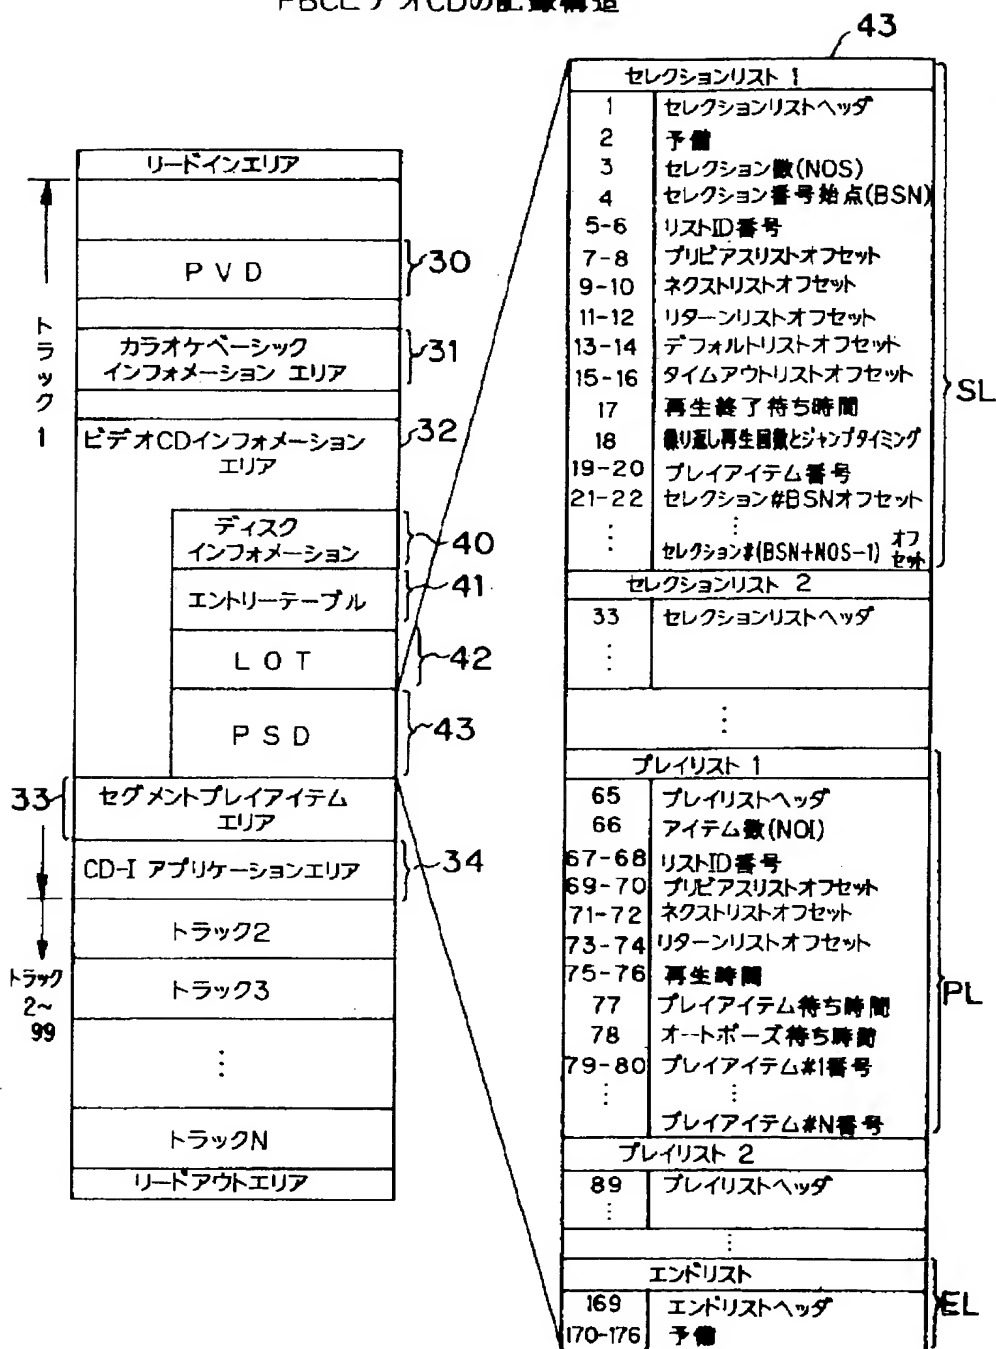 PBCビデオCDの記録構造
リードインエリア
トラック1
PVD
30
カラオケベーシック
インフォメーション エリア
31
ビデオCDインフォメーション
エリア
32
ディスク
インフォメーション
40
エントリーテーブル
41
LOT
42
PSD
43
33
セグメントプレイアイテム
エリア
CD-I アプリケーションエリア
34
トラック
2~
99
トラック2
トラック3
⋮
トラックN
リードアウトエリア
43
セレクションリスト 1
1 セレクションリストヘッダ
2 予備
3 セレクション数(NOS)
4 セレクション番号始点(BSN)
5-6 リストID番号
7-8 プリビアスリストオフセット
9-10 ネクストリストオフセット
11-12 リターンリストオフセット
13-14 デフォルトリストオフセット
15-16 タイムアウトリストオフセット
17 再生終了待ち時間
18 繰り返し再生回数とジャンプタイミング
19-20 プレイアイテム番号
21-22 セレクション#BSNオフセット
⋮ ⋮
セレクション#(BSN+NOS-1) オフセット
SL
セレクションリスト 2
33 セレクションリストヘッダ
⋮
⋮
プレイリスト 1
65 プレイリストヘッダ
66 アイテム数(NOI)
67-68 リストID番号
69-70 プリビアスリストオフセット
71-72 ネクストリストオフセット
73-74 リターンリストオフセット
75-76 再生時間
77 プレイアイテム待ち時間
78 オートポーズ待ち時間
79-80 プレイアイテム#1番号
⋮ ⋮
プレイアイテム#N番号
PL
プレイリスト 2
89 プレイリストヘッダ
⋮
⋮
エンドリスト
169 エンドリストヘッダ
170-176 予備
EL